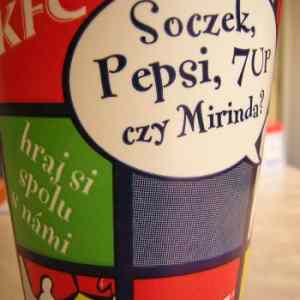 KFC
Soczek,
Pepsi, 7UP
czy Mirinda?
hraj si
spolu
s námi